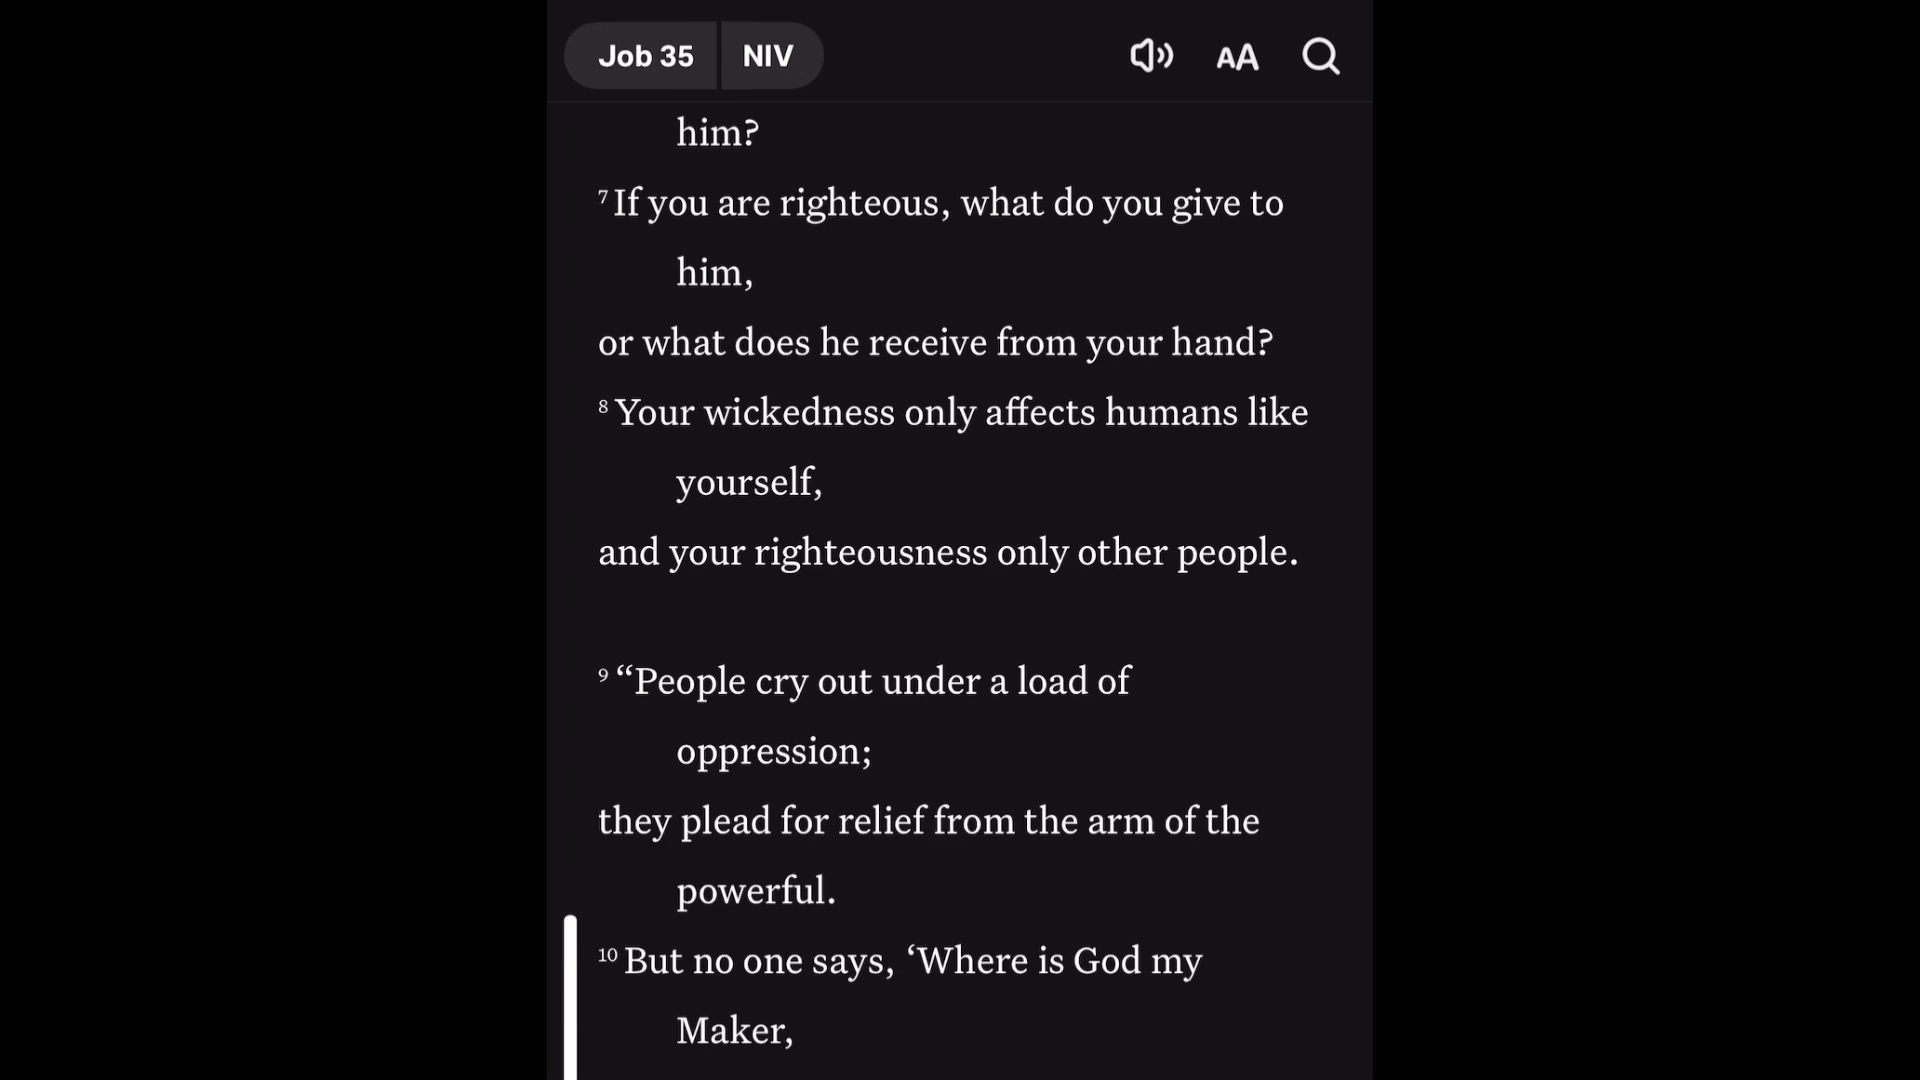 Job 35 NIV AA
him?
7 If you are righteous, what do you give to
him,
or what does he receive from your hand?
8 Your wickedness only affects humans like
yourself,
and your righteousness only other people.
9 “People cry out under a load of
oppression;
they plead for relief from the arm of the
powerful.
10 But no one says, ‘Where is God my
Maker,